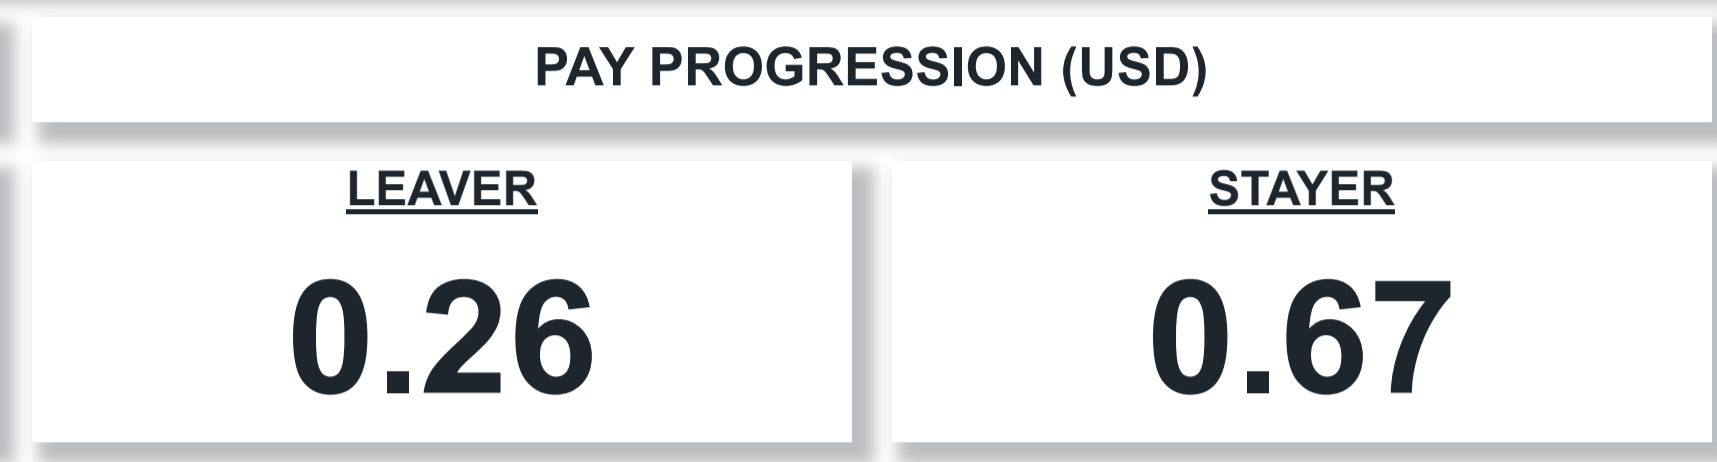 PAY PROGRESSION (USD)
LEAVER
STAYER
0.26
0.67